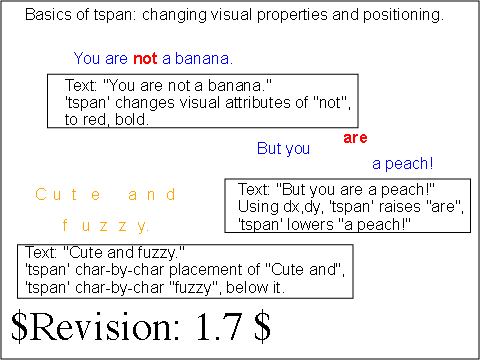 Basics of tspan: changing visual properties and positioning.
You are not a banana.
Text: "You are not a banana."
'tspan' changes visual attributes of "not",
to red, bold.
But you are a peach!
Text: "But you are a peach!"
Using dx,dy, 'tspan' raises "are",
'tspan' lowers "a peach!"
Cute and
fuzzy.
Text: "Cute and fuzzy."
'tspan' char-by-char placement of "Cute and",
'tspan' char-by-char "fuzzy", below it.
$Revision: 1.7 $